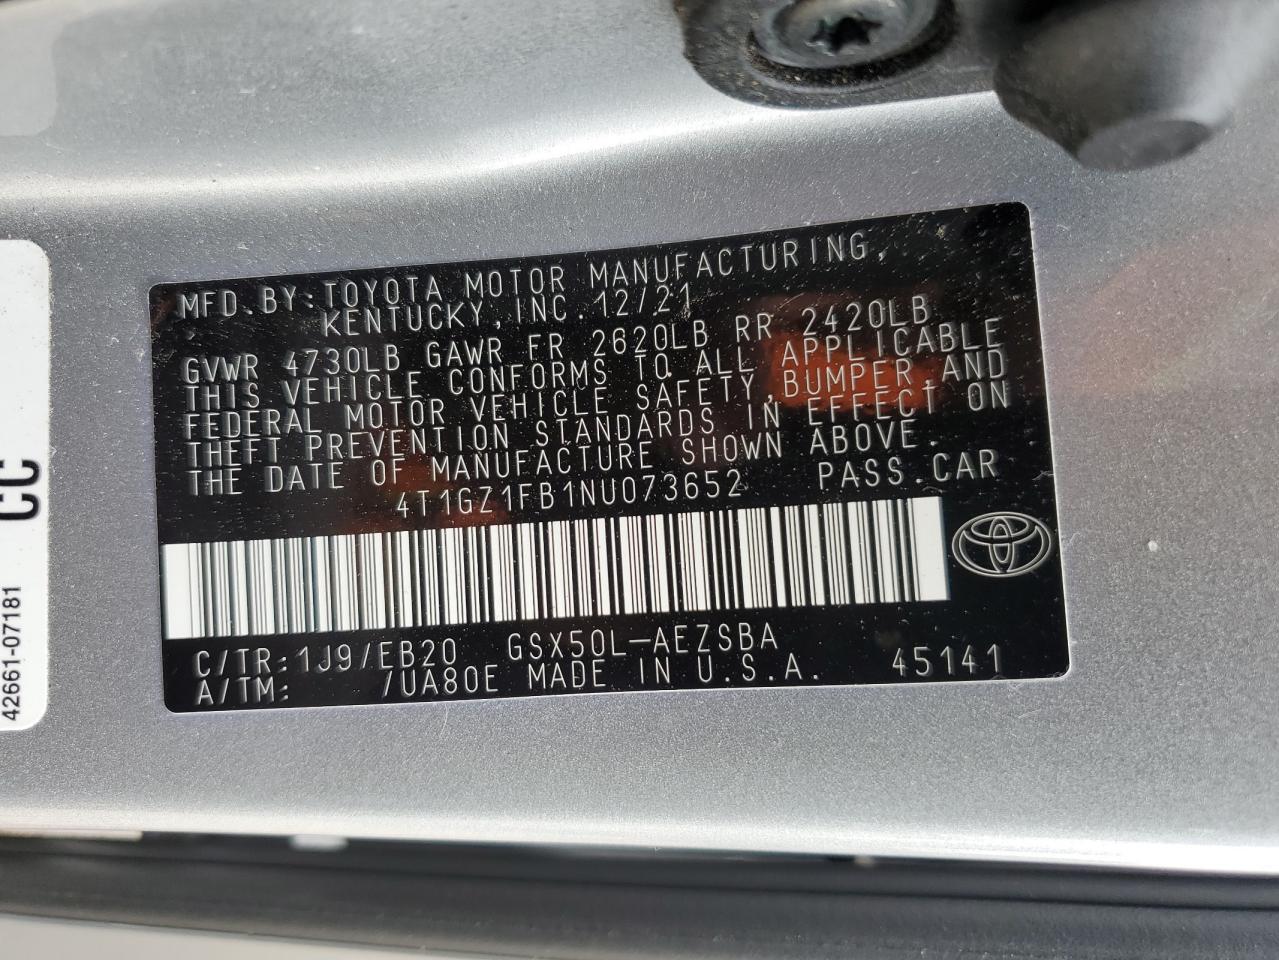 MFD.BY:TOYOTA MOTOR MANUFACTURING,
KENTUCKY,INC.12/21
GVWR 4730LB GAWR FR 2620LB RR 2420LB
THIS VEHICLE CONFORMS TO ALL APPLICABLE
FEDERAL MOTOR VEHICLE SAFETY,BUMPER,AND
THEFT PREVENTION STANDARDS IN EFFECT ON
THE DATE OF MANUFACTURE SHOWN ABOVE.
4T1GZ1FB1NU073652 PASS.CAR
C/TR:1J9/EB20 GSX50L-AEZSBA
A/TM: /UA80E MADE IN U.S.A. 45141
CC
42661-07181